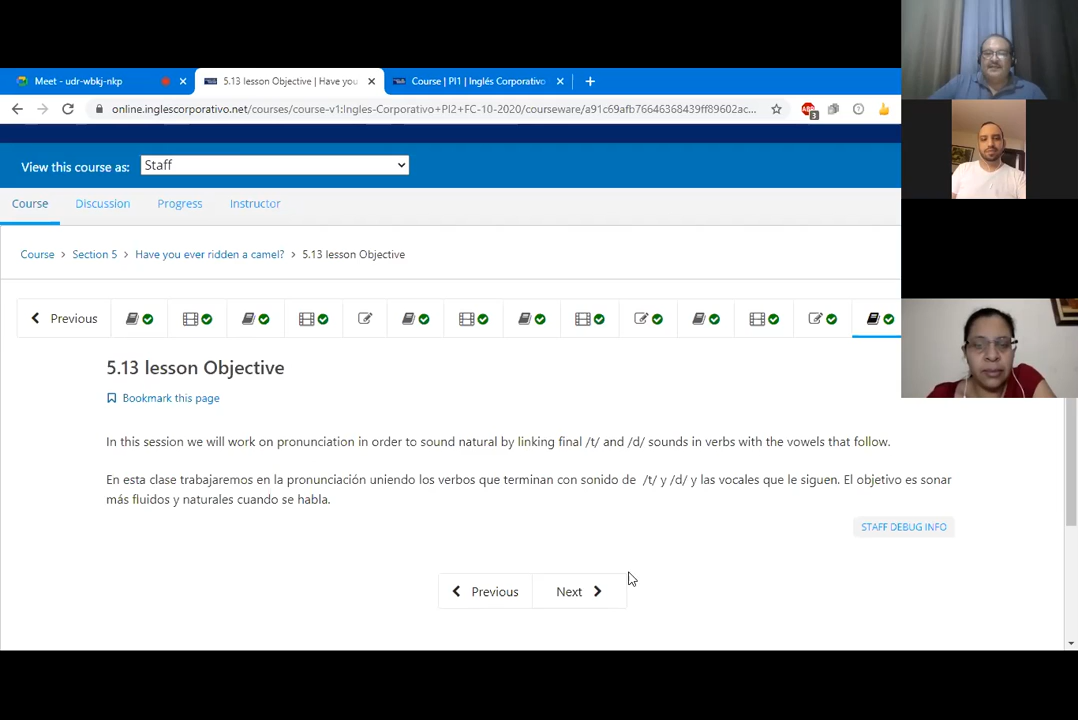 Meet - udr-wbkj-nkp
5.13 lesson Objective | Have you
Course | PI1 | Inglés Corporativo
online.inglescorporativo.net/courses/course-v1:Ingles-Corporativo+PI2+FC-10-2020/courseware/a91c69afb76646368439ff89602ac...
3
View this course as: Staff
Course Discussion Progress Instructor
Course > Section 5 > Have you ever ridden a camel? > 5.13 lesson Objective
Previous
5.13 lesson Objective
Bookmark this page
In this session we will work on pronunciation in order to sound natural by linking final /t/ and /d/ sounds in verbs with the vowels that follow.
En esta clase trabajaremos en la pronunciación uniendo los verbos que terminan con sonido de /t/ y /d/ y las vocales que le siguen. El objetivo es sonar
más fluidos y naturales cuando se habla.
STAFF DEBUG INFO
Previous Next